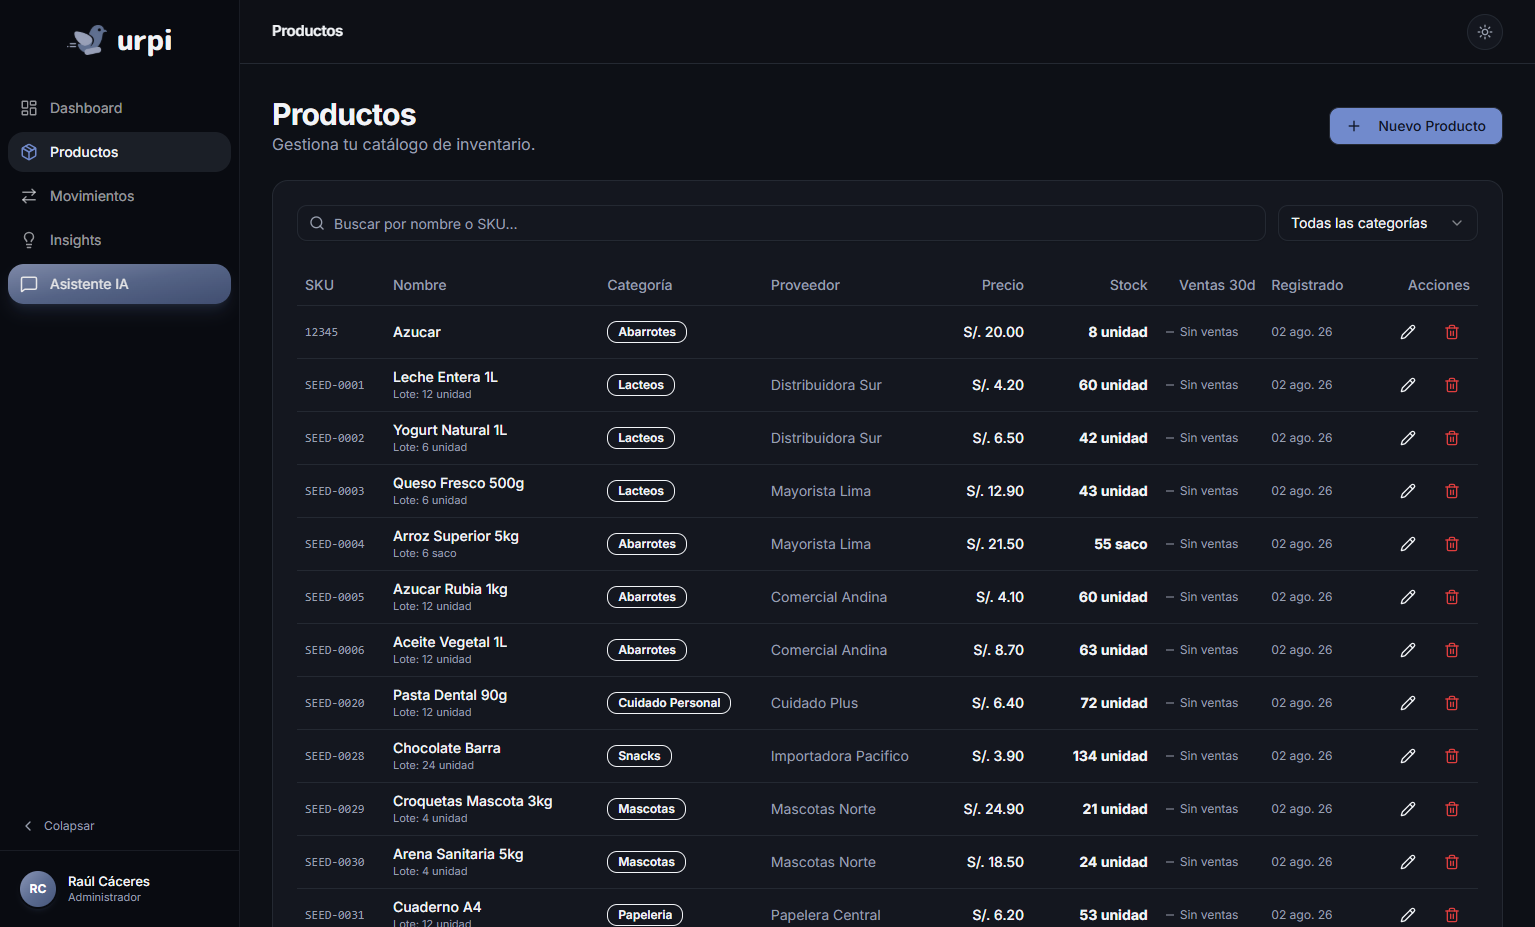 urpi
Dashboard
Productos
Movimientos
Insights
Asistente IA
Colapsar
RC
Raúl Cáceres
Administrador
Productos
Productos
Gestiona tu catálogo de inventario.
+ Nuevo Producto
Buscar por nombre o SKU...
Todas las categorías
SKU Nombre Categoría Proveedor Precio Stock Ventas 30d Registrado Acciones
12345 Azucar Abarrotes S/. 20.00 8 unidad — Sin ventas 02 ago. 26
SEED-0001 Leche Entera 1L Lacteos Distribuidora Sur S/. 4.20 60 unidad — Sin ventas 02 ago. 26
Lote: 12 unidad
SEED-0002 Yogurt Natural 1L Lacteos Distribuidora Sur S/. 6.50 42 unidad — Sin ventas 02 ago. 26
Lote: 6 unidad
SEED-0003 Queso Fresco 500g Lacteos Mayorista Lima S/. 12.90 43 unidad — Sin ventas 02 ago. 26
Lote: 6 unidad
SEED-0004 Arroz Superior 5kg Abarrotes Mayorista Lima S/. 21.50 55 saco — Sin ventas 02 ago. 26
Lote: 6 saco
SEED-0005 Azucar Rubia 1kg Abarrotes Comercial Andina S/. 4.10 60 unidad — Sin ventas 02 ago. 26
Lote: 12 unidad
SEED-0006 Aceite Vegetal 1L Abarrotes Comercial Andina S/. 8.70 63 unidad — Sin ventas 02 ago. 26
Lote: 12 unidad
SEED-0020 Pasta Dental 90g Cuidado Personal Cuidado Plus S/. 6.40 72 unidad — Sin ventas 02 ago. 26
Lote: 12 unidad
SEED-0028 Chocolate Barra Snacks Importadora Pacifico S/. 3.90 134 unidad — Sin ventas 02 ago. 26
Lote: 24 unidad
SEED-0029 Croquetas Mascota 3kg Mascotas Mascotas Norte S/. 24.90 21 unidad — Sin ventas 02 ago. 26
Lote: 4 unidad
SEED-0030 Arena Sanitaria 5kg Mascotas Mascotas Norte S/. 18.50 24 unidad — Sin ventas 02 ago. 26
Lote: 4 unidad
SEED-0031 Cuaderno A4 Papeleria Papelera Central S/. 6.20 53 unidad — Sin ventas 02 ago. 26
Lote: 12 unidad